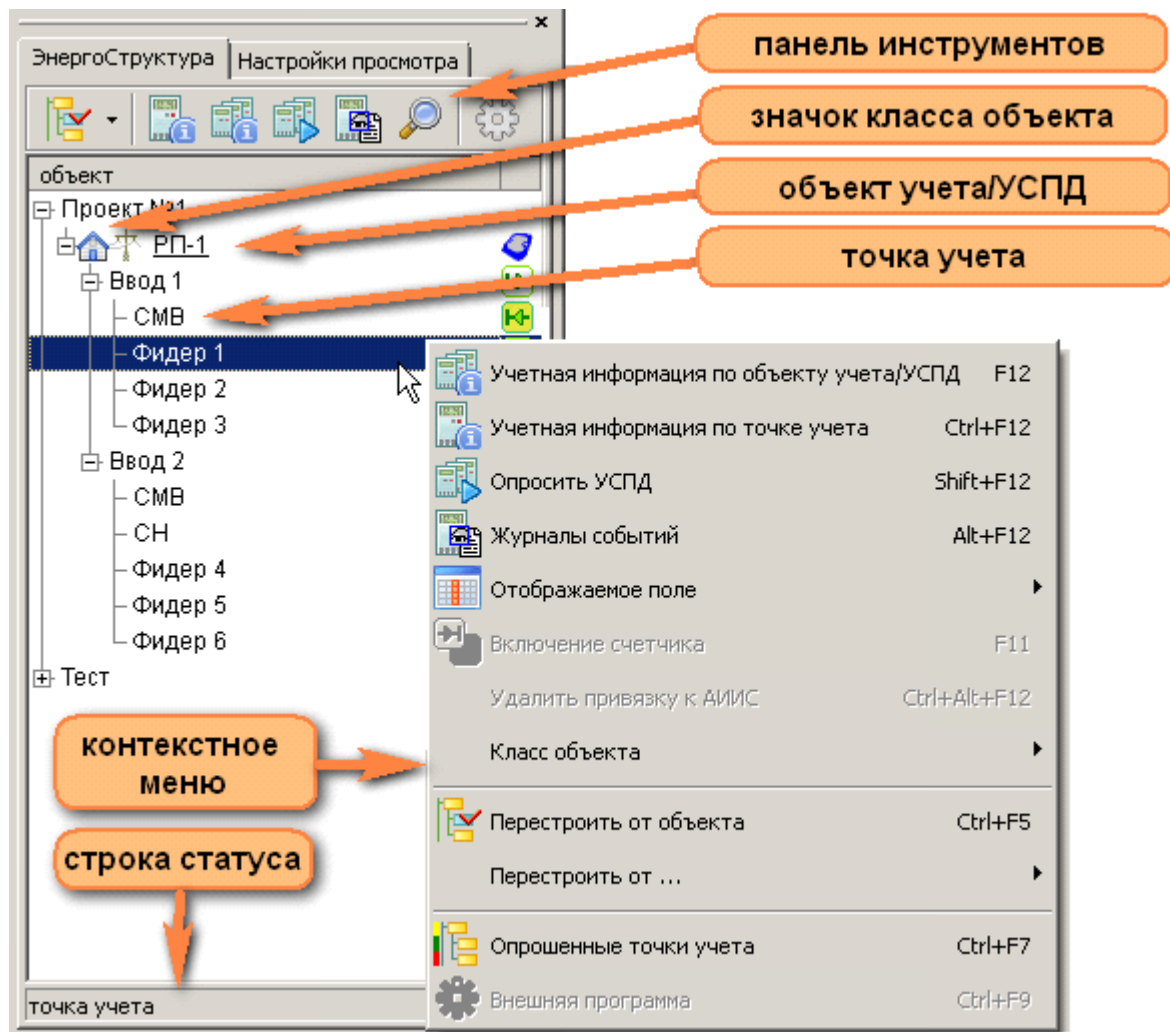 панель инструментов
ЭнергоСтруктура Настройки просмотра
значок класса объекта
объект
объект учета/УСПД
Проект №1
РП-1
точка учета
Ввод 1
СМВ
Фидер 1
Учетная информация по объекту учета/УСПД F12
Фидер 2
Учетная информация по точке учета Ctrl+F12
Фидер 3
Ввод 2
Опросить УСПД Shift+F12
СМВ
СН
Журналы событий Alt+F12
Фидер 4
Отображаемое поле
Фидер 5
Фидер 6
Включение счетчика F11
Тест
Удалить привязку к АИИС Ctrl+Alt+F12
контекстное
меню
Класс объекта
Перестроить от объекта Ctrl+F5
строка статуса
Перестроить от ...
Опрошенные точки учета Ctrl+F7
точка учета
Внешняя программа Ctrl+F9